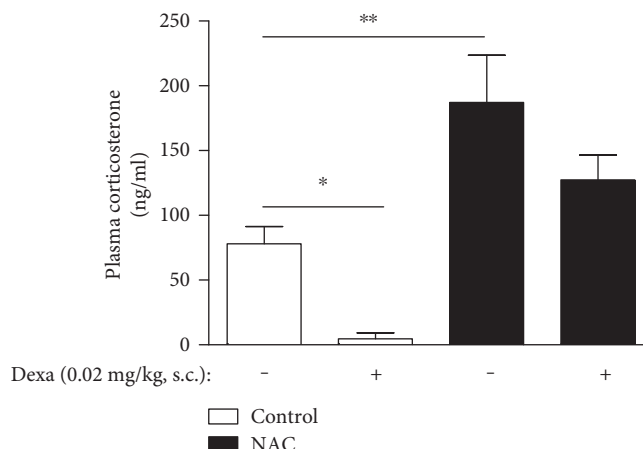 250
**
200
150
*
100
50
0
Plasma corticosterone
(ng/ml)
Dexa (0.02 mg/kg, s.c.): - + - +
Control
NAC